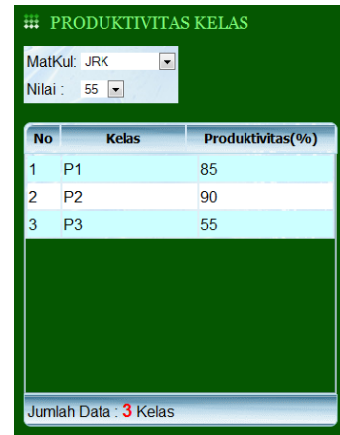 PRODUKTIVITAS KELAS
MatKul: JRK
Nilai : 55
No Kelas Produktivitas(%)
1 P1 85
2 P2 90
3 P3 55
Jumlah Data : 3 Kelas